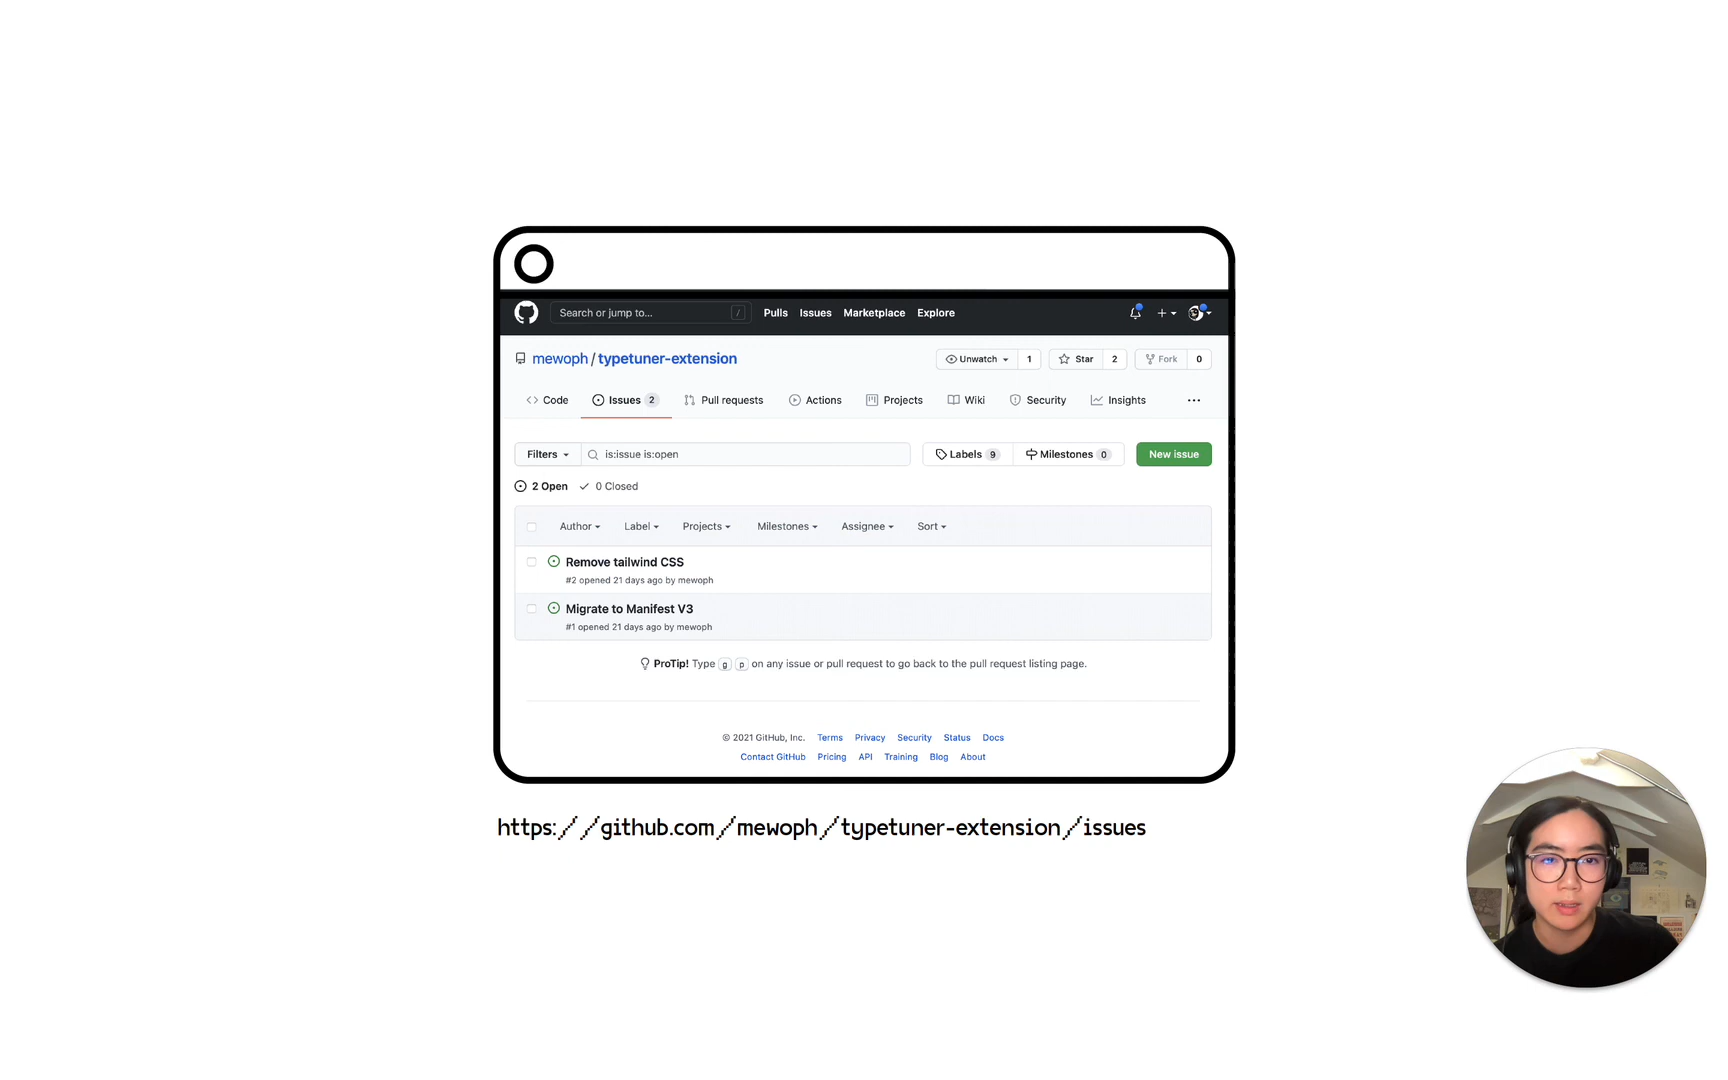 Search or jump to... / Pulls Issues Marketplace Explore
mewoph / typetuner-extension Unwatch 1 Star 2 Fork 0
Code Issues 2 Pull requests Actions Projects Wiki Security Insights ...
Filters is:issue is:open Labels 9 Milestones 0 New issue
2 Open 0 Closed
Author Label Projects Milestones Assignee Sort
Remove tailwind CSS
#2 opened 21 days ago by mewoph
Migrate to Manifest V3
#1 opened 21 days ago by mewoph
ProTip! Type g p on any issue or pull request to go back to the pull request listing page.
© 2021 GitHub, Inc. Terms Privacy Security Status Docs
Contact GitHub Pricing API Training Blog About
https://github.com/mewoph/typetuner-extension/issues